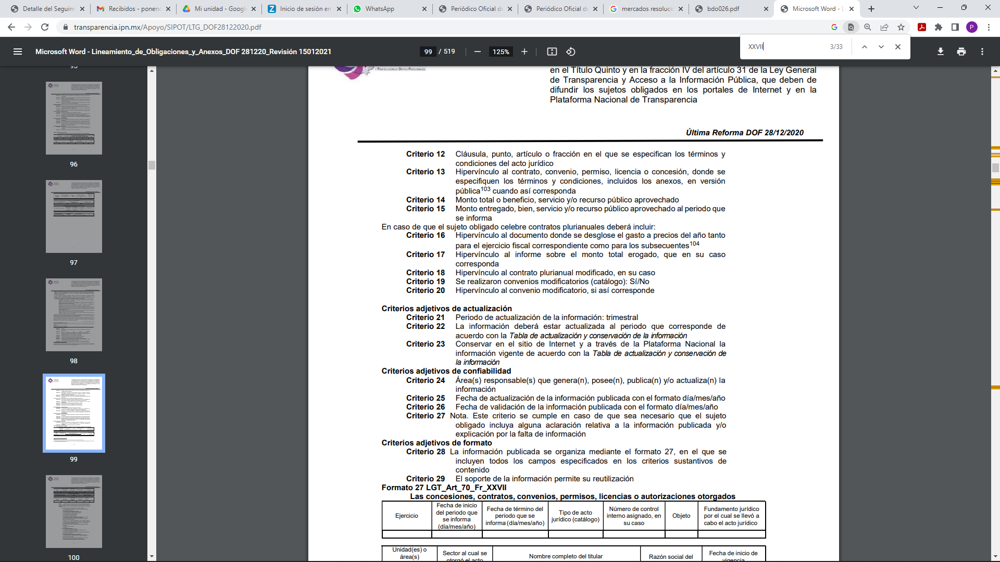 Detalle del Seguim
Recibidos - ponenc
Mi unidad - Google
Inicio de sesión en
WhatsApp
Periódico Oficial de
Periódico Oficial de
mercados resoluci
bdo026.pdf
Microsoft Word - L
transparencia.ipn.mx/Apoyo/SIPOT/LTG_DOF28122020.pdf
P
XXVII
3/33
Microsoft Word - Lineamiento_de_Obligaciones_y_Anexos_DOF 281220_Revisión 15012021
99 / 519
125%
95
96
97
98
99
100
Y PROTECCIÓN DE DATOS PERSONALES
en el Título Quinto y en la fracción IV del artículo 31 de la Ley General
de Transparencia y Acceso a la Información Pública, que deben de
difundir los sujetos obligados en los portales de Internet y en la
Plataforma Nacional de Transparencia
Última Reforma DOF 28/12/2020
Criterio 12 Cláusula, punto, artículo o fracción en el que se especifican los términos y
condiciones del acto jurídico
Criterio 13 Hipervínculo al contrato, convenio, permiso, licencia o concesión, donde se
especifiquen los términos y condiciones, incluidos los anexos, en versión
pública103 cuando así corresponda
Criterio 14 Monto total o beneficio, servicio y/o recurso público aprovechado
Criterio 15 Monto entregado, bien, servicio y/o recurso público aprovechado al periodo que
se informa
En caso de que el sujeto obligado celebre contratos plurianuales deberá incluir:
Criterio 16 Hipervínculo al documento donde se desglose el gasto a precios del año tanto
para el ejercicio fiscal correspondiente como para los subsecuentes104
Criterio 17 Hipervínculo al informe sobre el monto total erogado, que en su caso
corresponda
Criterio 18 Hipervínculo al contrato plurianual modificado, en su caso
Criterio 19 Se realizaron convenios modificatorios (catálogo): Sí/No
Criterio 20 Hipervínculo al convenio modificatorio, si así corresponde
Criterios adjetivos de actualización
Criterio 21 Periodo de actualización de la información: trimestral
Criterio 22 La información deberá estar actualizada al periodo que corresponde de
acuerdo con la Tabla de actualización y conservación de la información
Criterio 23 Conservar en el sitio de Internet y a través de la Plataforma Nacional la
información vigente de acuerdo con la Tabla de actualización y conservación de
la información
Criterios adjetivos de confiabilidad
Criterio 24 Área(s) responsable(s) que genera(n), posee(n), publica(n) y/o actualiza(n) la
información
Criterio 25 Fecha de actualización de la información publicada con el formato día/mes/año
Criterio 26 Fecha de validación de la información publicada con el formato día/mes/año
Criterio 27 Nota. Este criterio se cumple en caso de que sea necesario que el sujeto
obligado incluya alguna aclaración relativa a la información publicada y/o
explicación por la falta de información
Criterios adjetivos de formato
Criterio 28 La información publicada se organiza mediante el formato 27, en el que se
incluyen todos los campos especificados en los criterios sustantivos de
contenido
Criterio 29 El soporte de la información permite su reutilización
Formato 27 LGT_Art_70_Fr_XXVII
Las concesiones, contratos, convenios, permisos, licencias o autorizaciones otorgados
Ejercicio
Fecha de inicio
del periodo que
se informa
(día/mes/año)
Fecha de término del
periodo que se
informa (día/mes/año)
Tipo de acto
jurídico (catálogo)
Número de control
interno asignado, en
su caso
Objeto
Fundamento jurídico
por el cual se llevó a
cabo el acto jurídico
Unidad(es) o
área(s)
Sector al cual se
otorgó el acto
Nombre completo del titular
Razón social del
Fecha de inicio de
vigencia